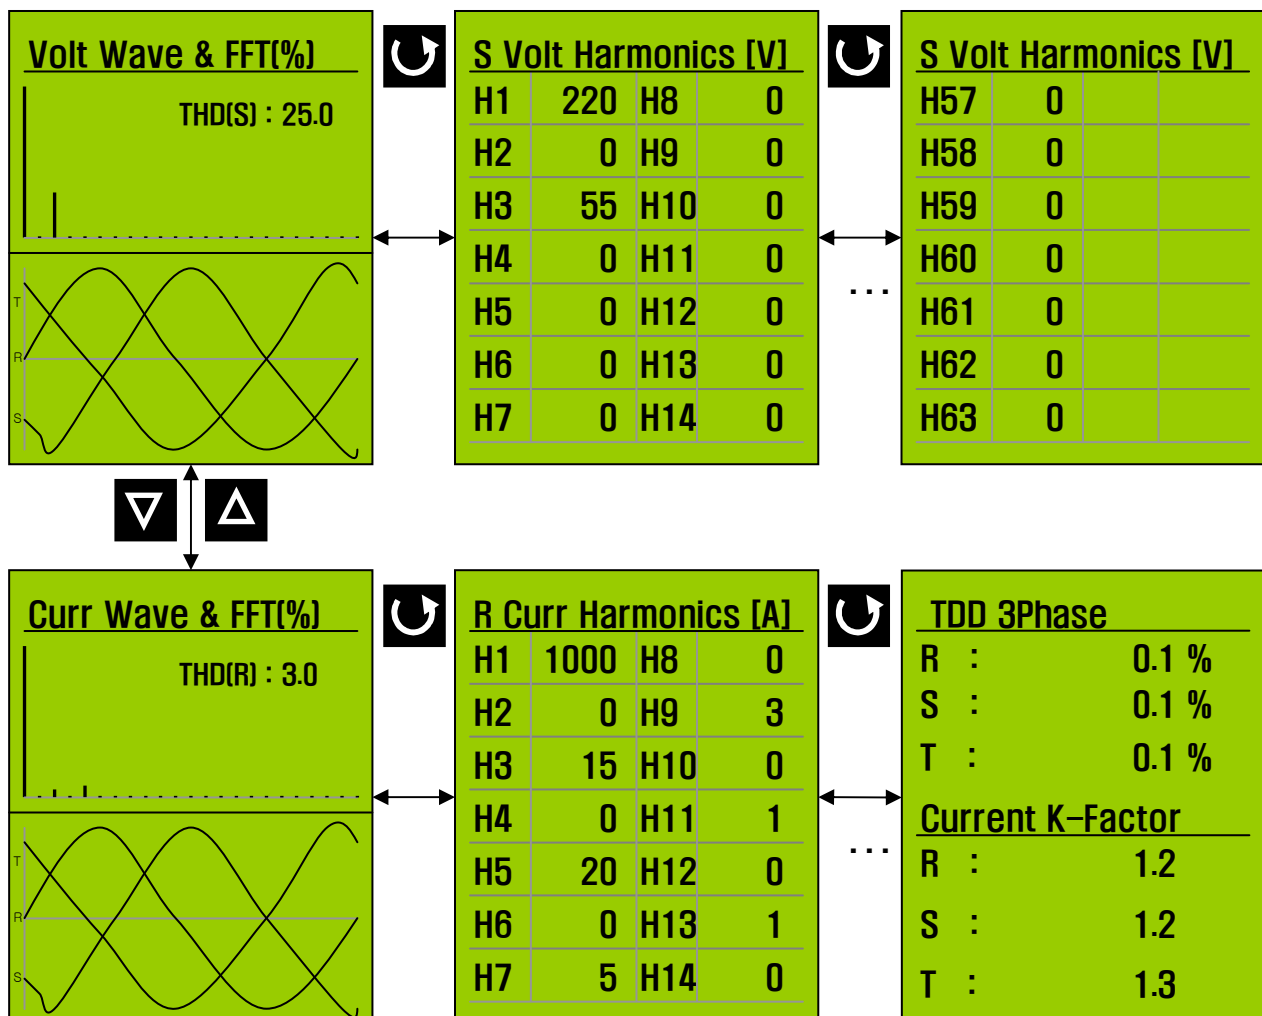 Volt Wave & FFT(%)
THD(S) : 25.0
T
R
S
S Volt Harmonics [V]
H1 220 H8 0
H2 0 H9 0
H3 55 H10 0
H4 0 H11 0
H5 0 H12 0
H6 0 H13 0
H7 0 H14 0
...
S Volt Harmonics [V]
H57 0
H58 0
H59 0
H60 0
H61 0
H62 0
H63 0
Curr Wave & FFT(%)
THD(R) : 3.0
T
R
S
R Curr Harmonics [A]
H1 1000 H8 0
H2 0 H9 3
H3 15 H10 0
H4 0 H11 1
H5 20 H12 0
H6 0 H13 1
H7 5 H14 0
...
TDD 3Phase
R : 0.1 %
S : 0.1 %
T : 0.1 %
Current K-Factor
R : 1.2
S : 1.2
T : 1.3